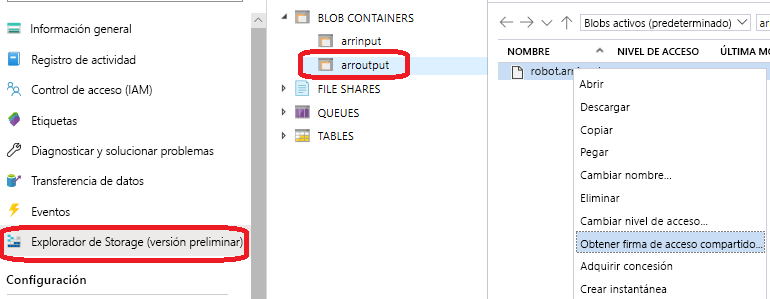 Información general
Registro de actividad
Control de acceso (IAM)
Etiquetas
Diagnosticar y solucionar problemas
Transferencia de datos
Eventos
Explorador de Storage (versión preliminar)
Configuración
BLOB CONTAINERS
arrinput
arroutput
FILE SHARES
QUEUES
TABLES
Blobs activos (predeterminado)
ar
NOMBRE NIVEL DE ACCESO ÚLTIMA MO
Abrir
Descargar
Copiar
Pegar
Cambiar nombre...
Eliminar
Cambiar nivel de acceso...
Obtener firma de acceso compartido...
Adquirir concesión
Crear instantánea